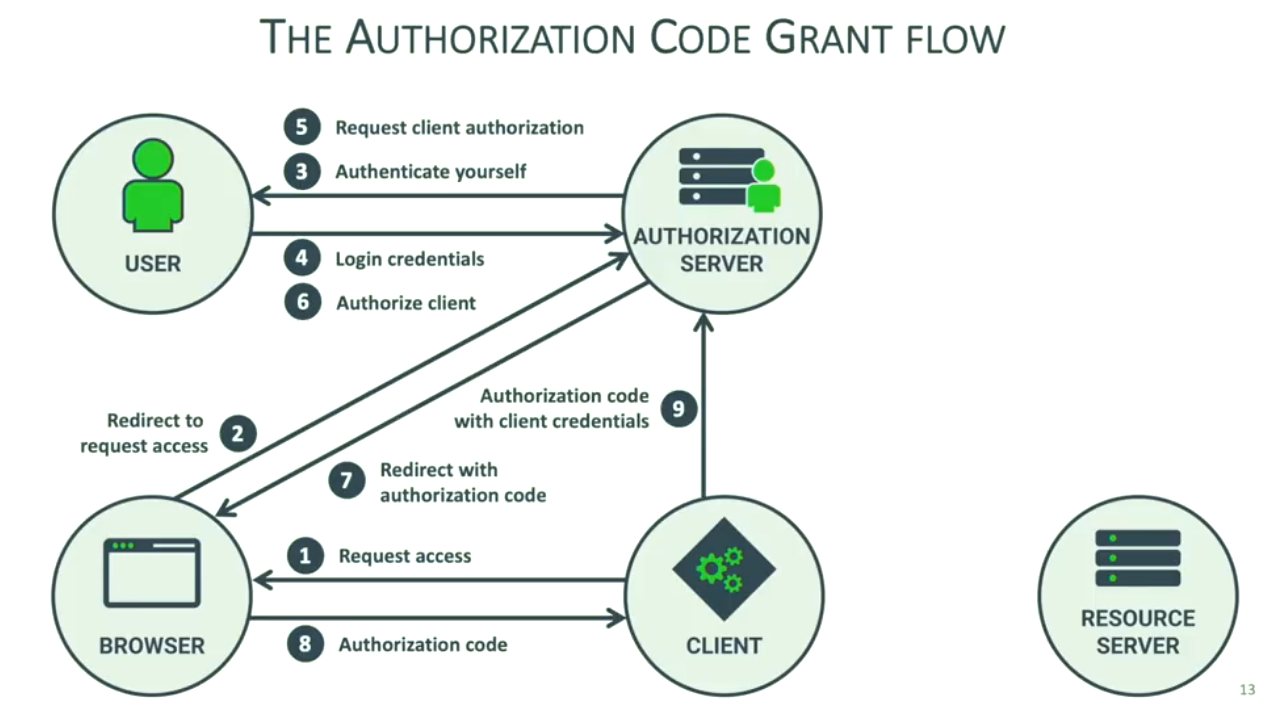 THE AUTHORIZATION CODE GRANT FLOW
5 Request client authorization
3 Authenticate yourself
USER
4 Login credentials
6 Authorize client
AUTHORIZATION
SERVER
Redirect to
request access
2
Authorization code
with client credentials
9
7
Redirect with
authorization code
1 Request access
8 Authorization code
BROWSER
CLIENT
RESOURCE
SERVER
13